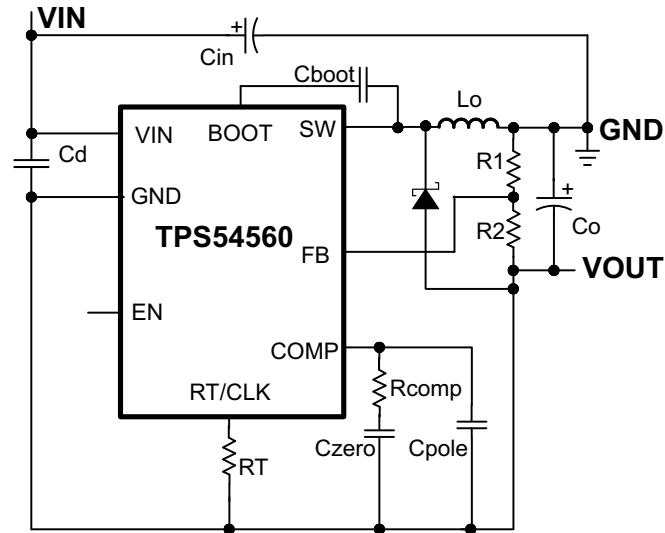 VIN
+
Cin
Cboot
Lo
VIN
BOOT
SW
GND
Cd
R1
GND
+
TPS54560
R2
Co
FB
VOUT
EN
COMP
RT/CLK
Rcomp
RT
Czero
Cpole